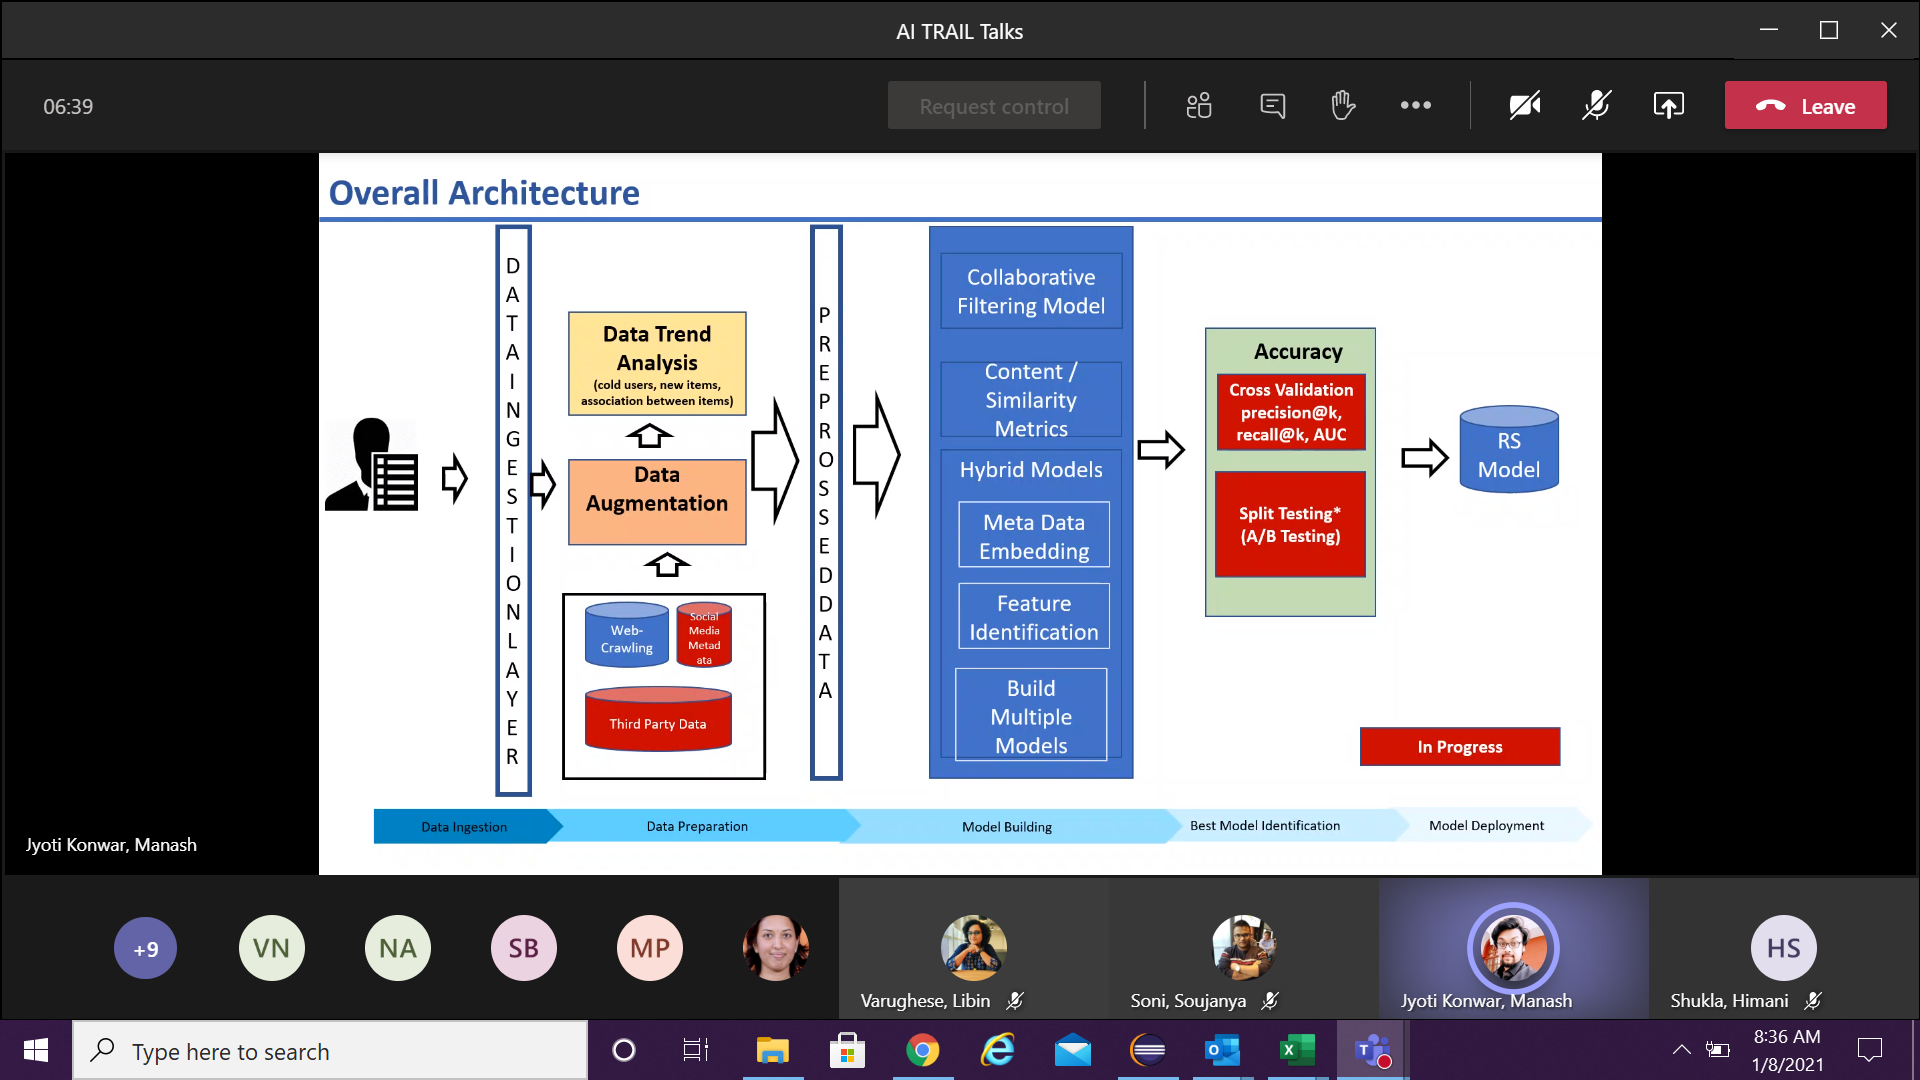 AI TRAIL Talks
06:39
Request control
Leave
Overall Architecture
DATA INGESTION LAYER
Data Trend
Analysis
(cold users, new items,
association between items)
Data
Augmentation
Web-
Crawling
Social
Media
Metad
ata
Third Party Data
PREPROSSED DATA
Collaborative
Filtering Model
Content /
Similarity
Metrics
Hybrid Models
Meta Data
Embedding
Feature
Identification
Build
Multiple
Models
Accuracy
Cross Validation
precision@k,
recall@k, AUC
Split Testing*
(A/B Testing)
RS
Model
In Progress
Data Ingestion
Data Preparation
Model Building
Best Model Identification
Model Deployment
Jyoti Konwar, Manash
+9
VN
NA
SB
MP
Varughese, Libin
Soni, Soujanya
Jyoti Konwar, Manash
HS
Shukla, Himani
Type here to search
8:36 AM
1/8/2021